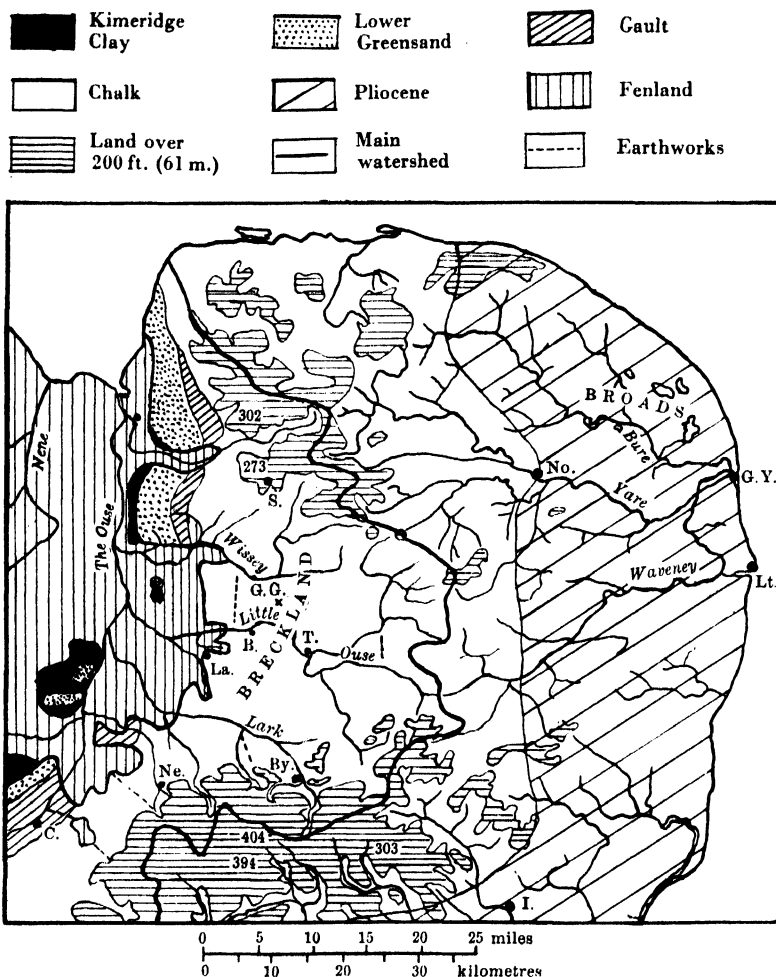 Kimeridge
Clay
Lower
Greensand
Gault
Chalk
Pliocene
Fenland
Land over
200 ft. (61 m.)
Main
watershed
Earthworks
302
BROADS
Nene
Bure
273
S.
No.
G.Y.
Yare
The Ouse
Wissey
Waveney
Lt.
G.G.
Little
BRECKLAND
B.
T.
La.
Ouse
Lark
Ne.
By.
C.
404
303
394
I.
0 5 10 15 20 25 miles
0 10 20 30 kilometres